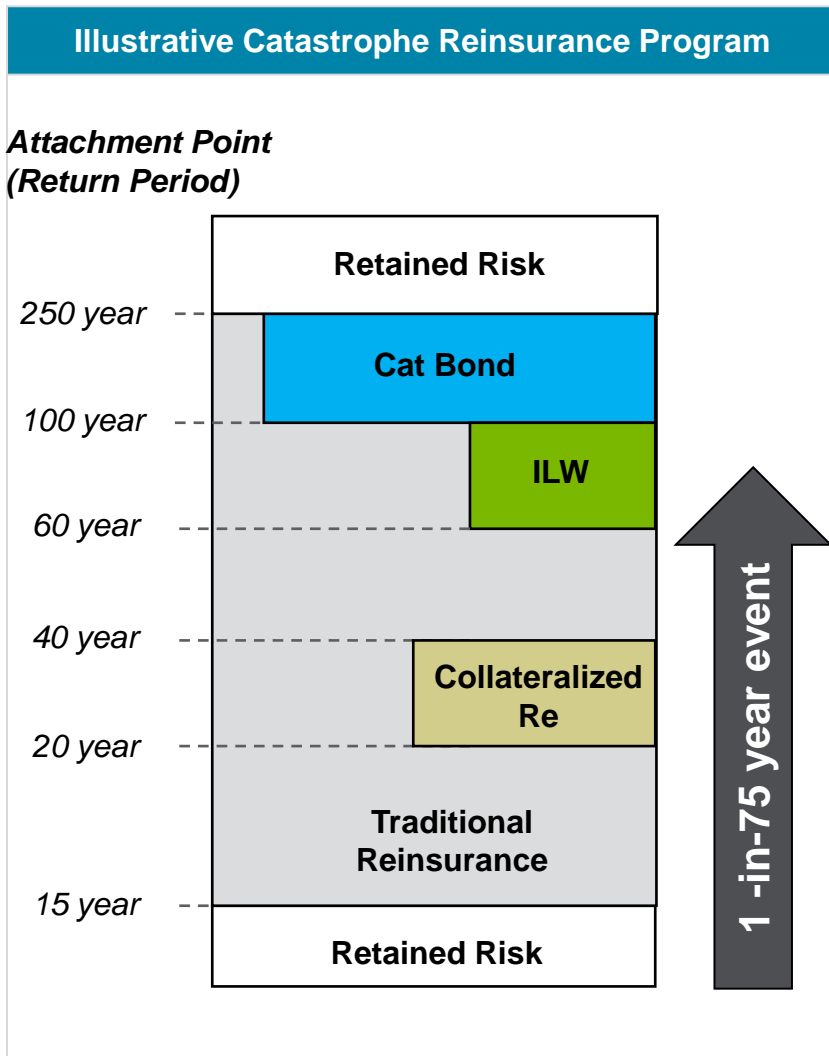 Illustrative Catastrophe Reinsurance Program
Attachment Point
(Return Period)
Retained Risk
250 year
Cat Bond
100 year
ILW
60 year
40 year
Collateralized
Re
20 year
Traditional
Reinsurance
15 year
Retained Risk
1 -in-75 year event